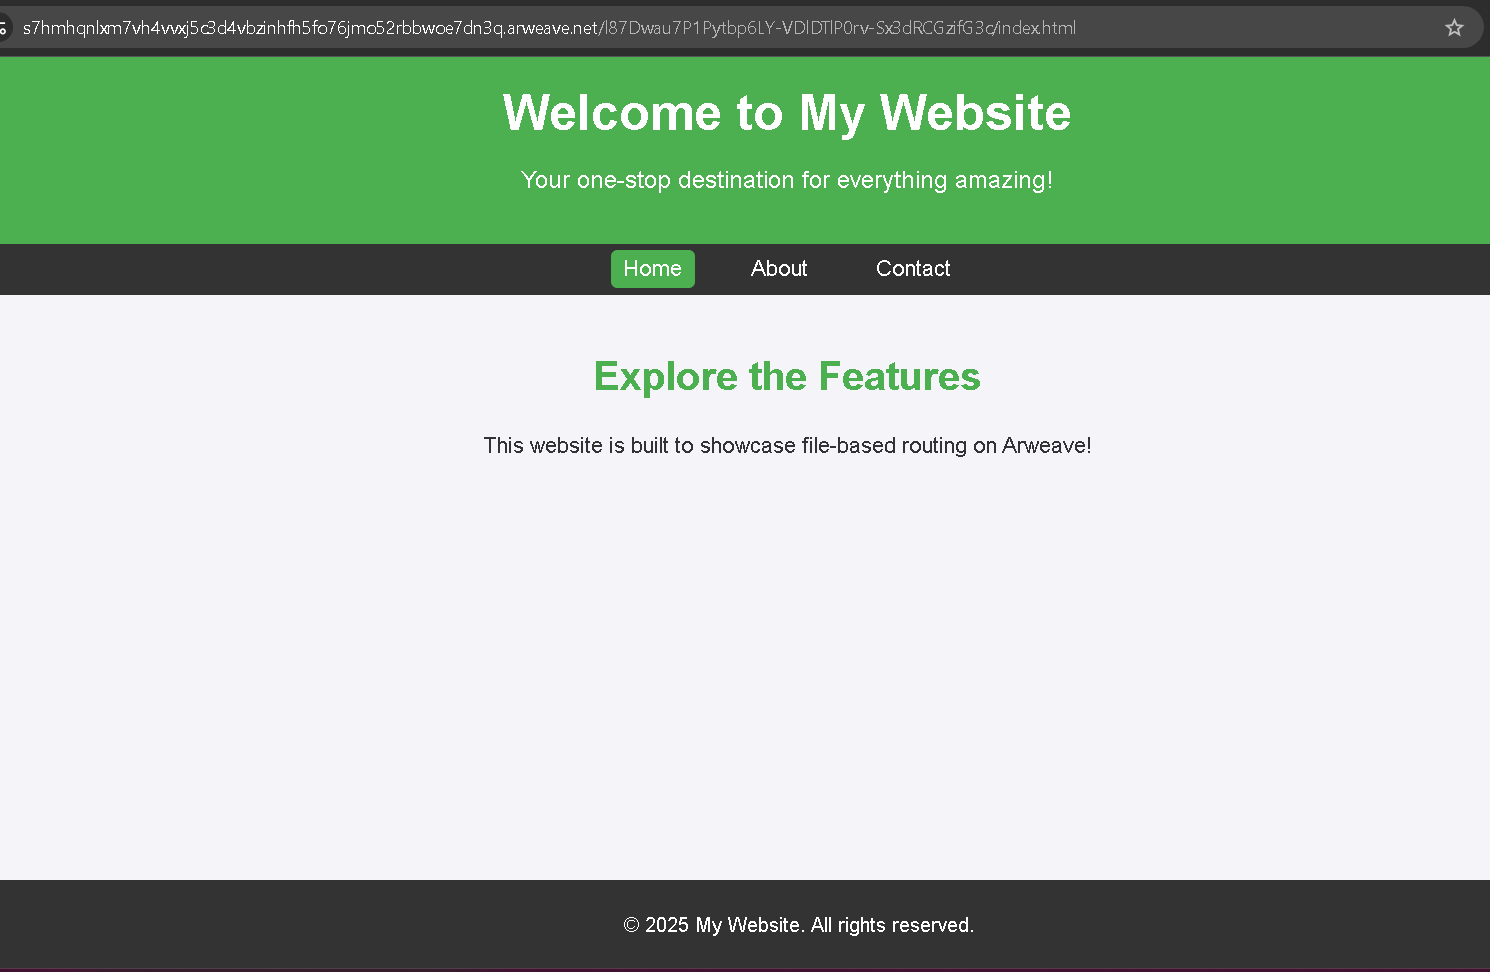 s7hmhqnlxm7vh4vvxj5c3d4vbzinhfh5fo76jmo52rbbwoe7dn3q.arweave.net/l87Dwau7P1Pytbp6LY-VDlDTlP0rv-Sx3dRCGzifG3c/index.html
Welcome to My Website
Your one-stop destination for everything amazing!
Home About Contact
Explore the Features
This website is built to showcase file-based routing on Arweave!
© 2025 My Website. All rights reserved.